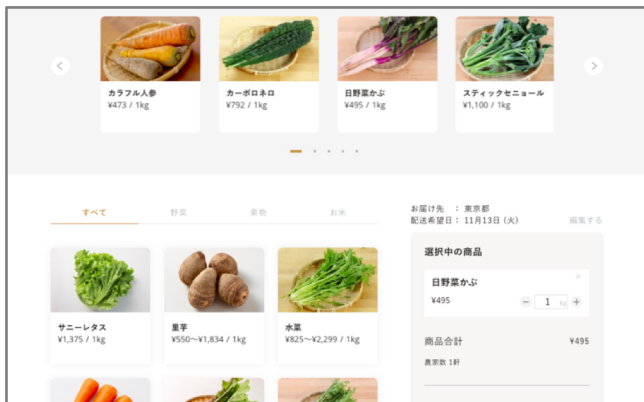 カラフル人参
¥473 / 1kg
カーボロネロ
¥792 / 1kg
日野菜かぶ
¥495 / 1kg
スティックセニョール
¥1,100 / 1kg
すべて
野菜
果物
お米
お届け先 ： 東京都
配送希望日： 11月13日 (火)
編集する
サニーレタス
¥1,375 / 1kg
里芋
¥550〜¥1,834 / 1kg
水菜
¥825〜¥2,299 / 1kg
選択中の商品
日野菜かぶ
¥495
1 kg
商品合計
¥495
農家数 1軒